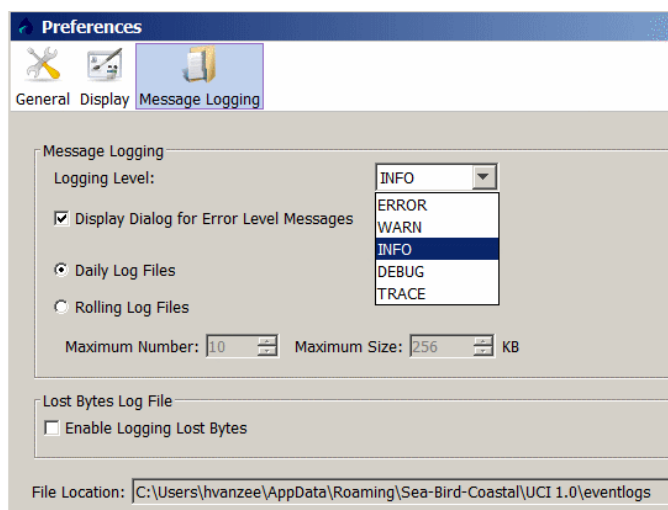 Preferences
General Display Message Logging
Message Logging
Logging Level: INFO
ERROR
Display Dialog for Error Level Messages
WARN
INFO
Daily Log Files
DEBUG
TRACE
Rolling Log Files
Maximum Number: 10 Maximum Size: 256 KB
Lost Bytes Log File
Enable Logging Lost Bytes
File Location: C:\Users\hvanzee\AppData\Roaming\Sea-Bird-Coastal\UCI 1.0\eventlogs